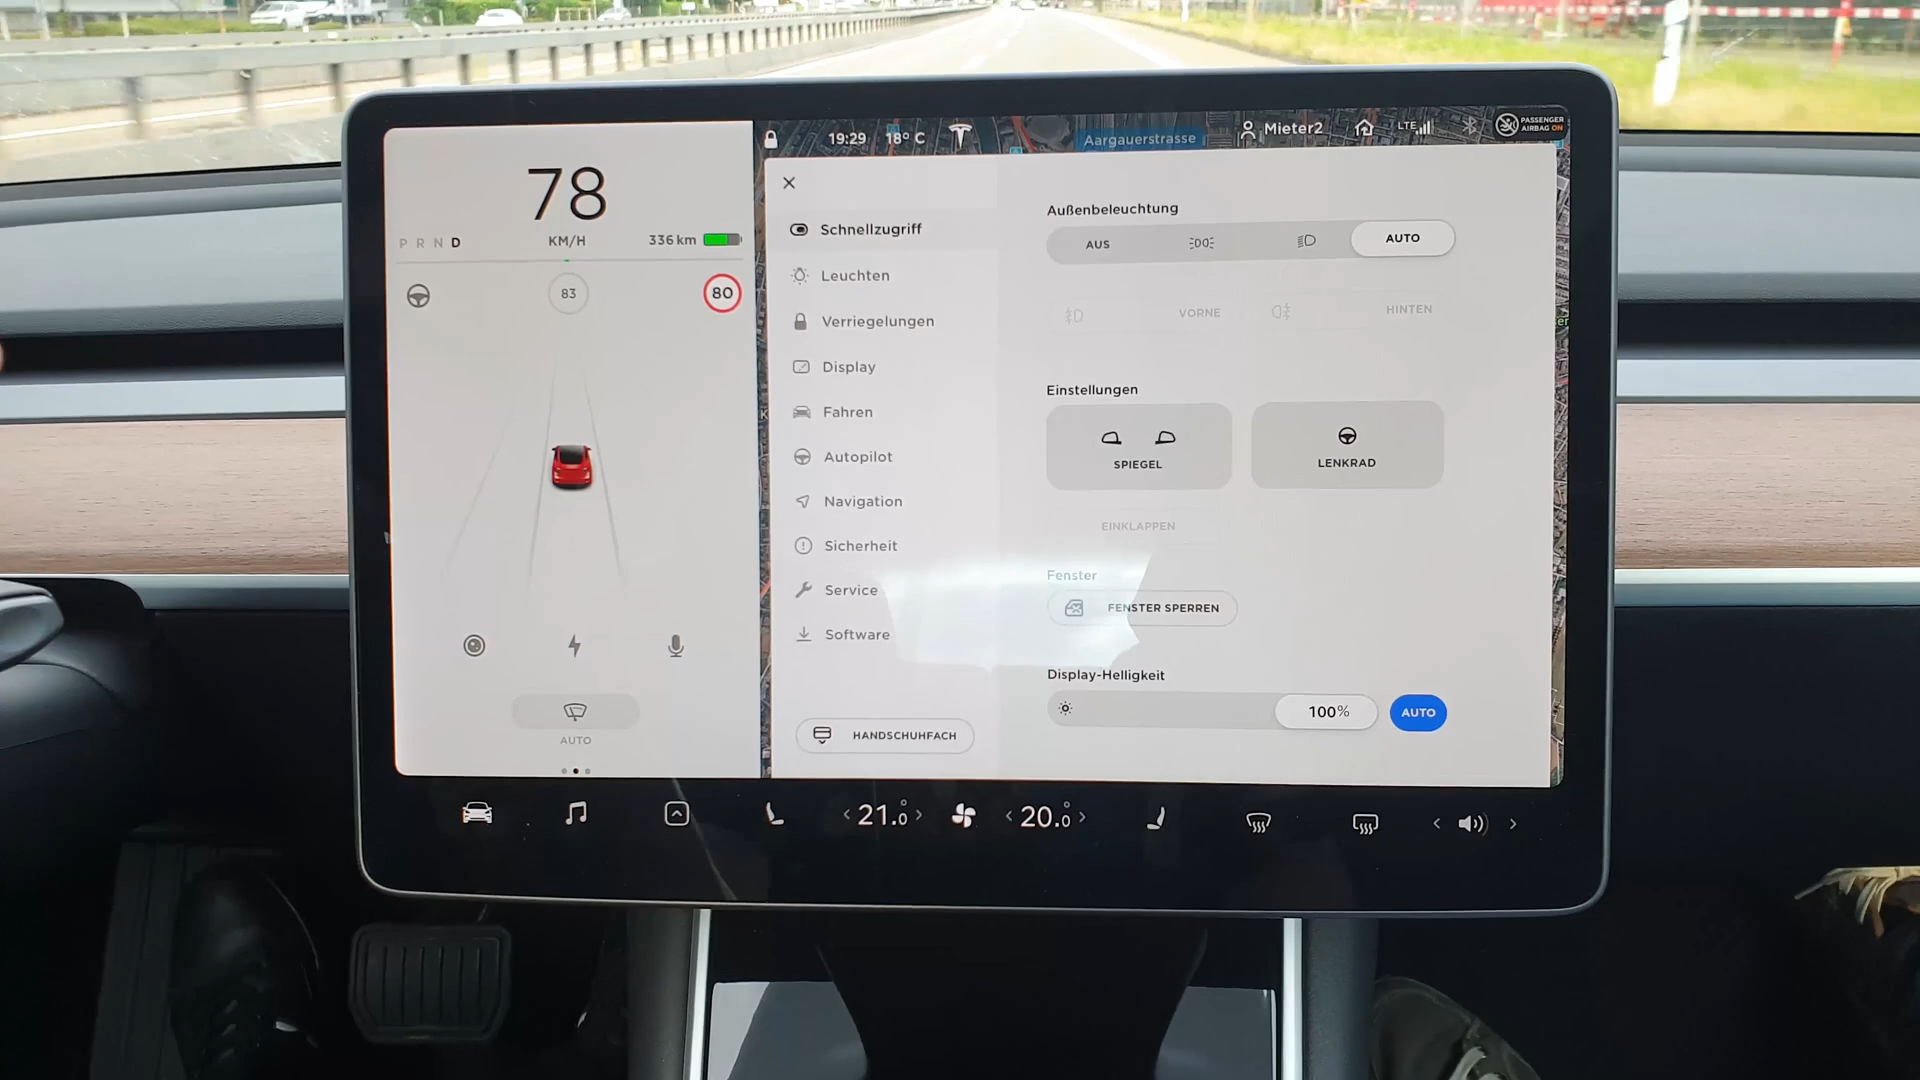 19:29 18° C
Aargauerstrasse
Mieter2
LTE
PASSENGER
AIRBAG ON
78
KM/H
P R N D
336 km
83
80
AUTO
Schnellzugriff
Leuchten
Verriegelungen
Display
Fahren
Autopilot
Navigation
Sicherheit
Service
Software
HANDSCHUHFACH
Außenbeleuchtung
AUS
AUTO
VORNE
HINTEN
Einstellungen
SPIEGEL
LENKRAD
EINKLAPPEN
Fenster
FENSTER SPERREN
Display-Helligkeit
100%
AUTO
21.0
20.0